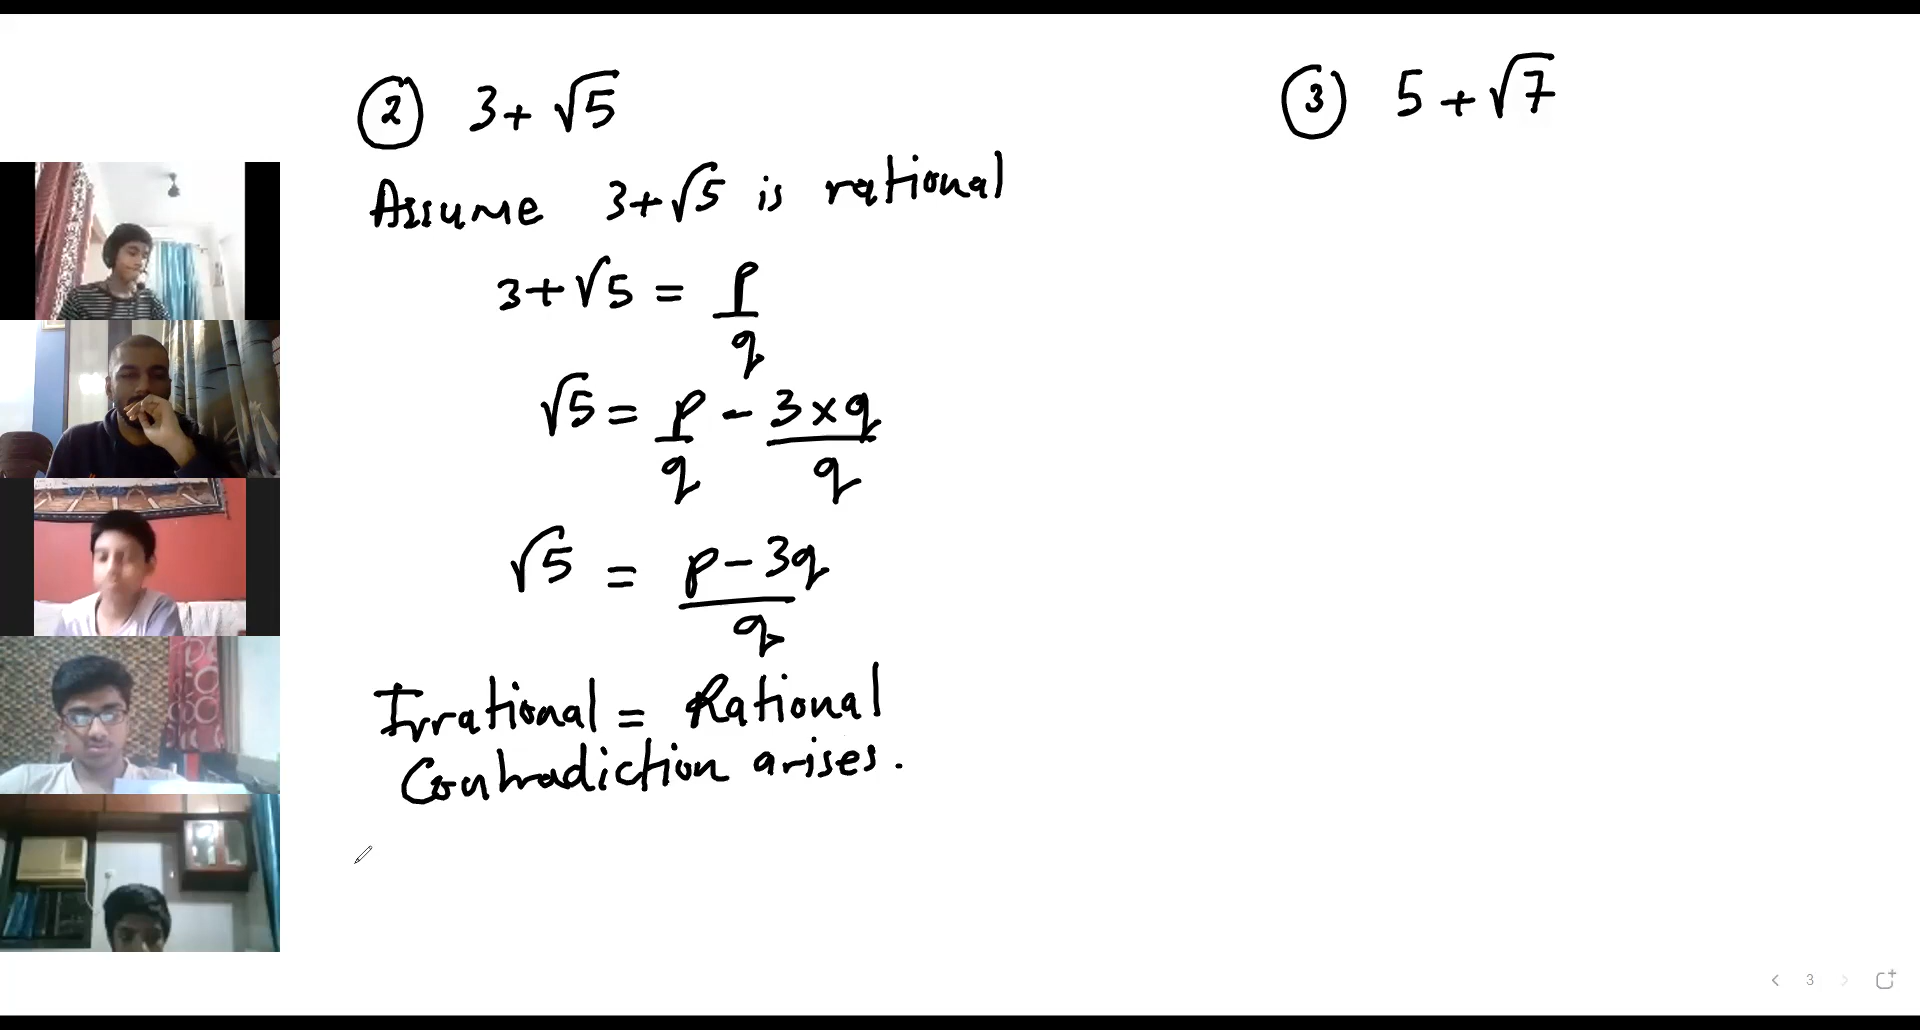 ② 3 + √5
Assume 3+√5 is rational
3+√5 = p/q
√5 = p/q - 3×q/q
√5 = p-3q/q
Irrational = Rational
Contradiction arises.
③ 5 + √7
3